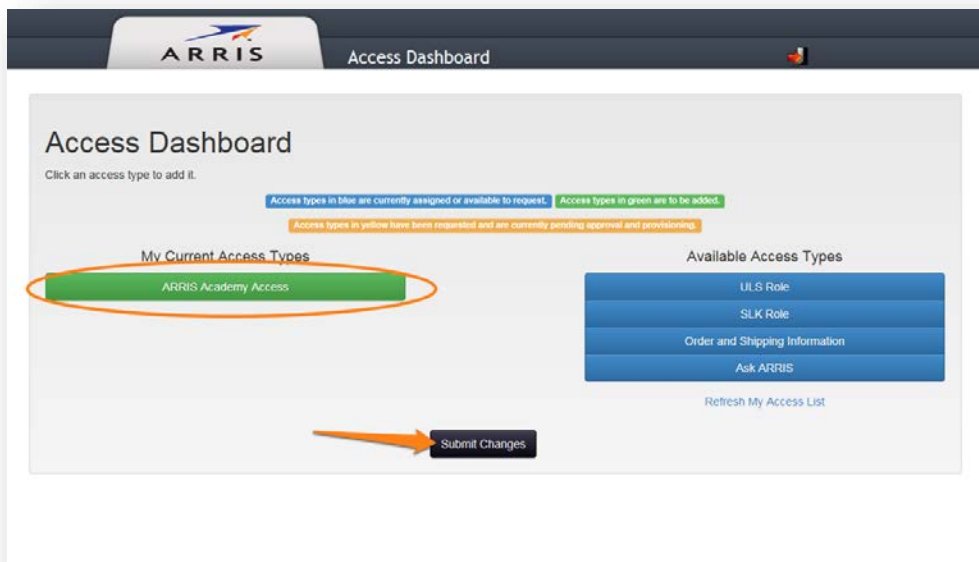 ARRIS
Access Dashboard
Access Dashboard
Click an access type to add it.
Access types in blue are currently assigned or available to request.
Access types in green are to be added.
Access types in yellow have been requested and are currently pending approval and provisioning.
My Current Access Types
ARRIS Academy Access
Available Access Types
ULS Role
SLK Role
Order and Shipping Information
Ask ARRIS
Refresh My Access List
Submit Changes